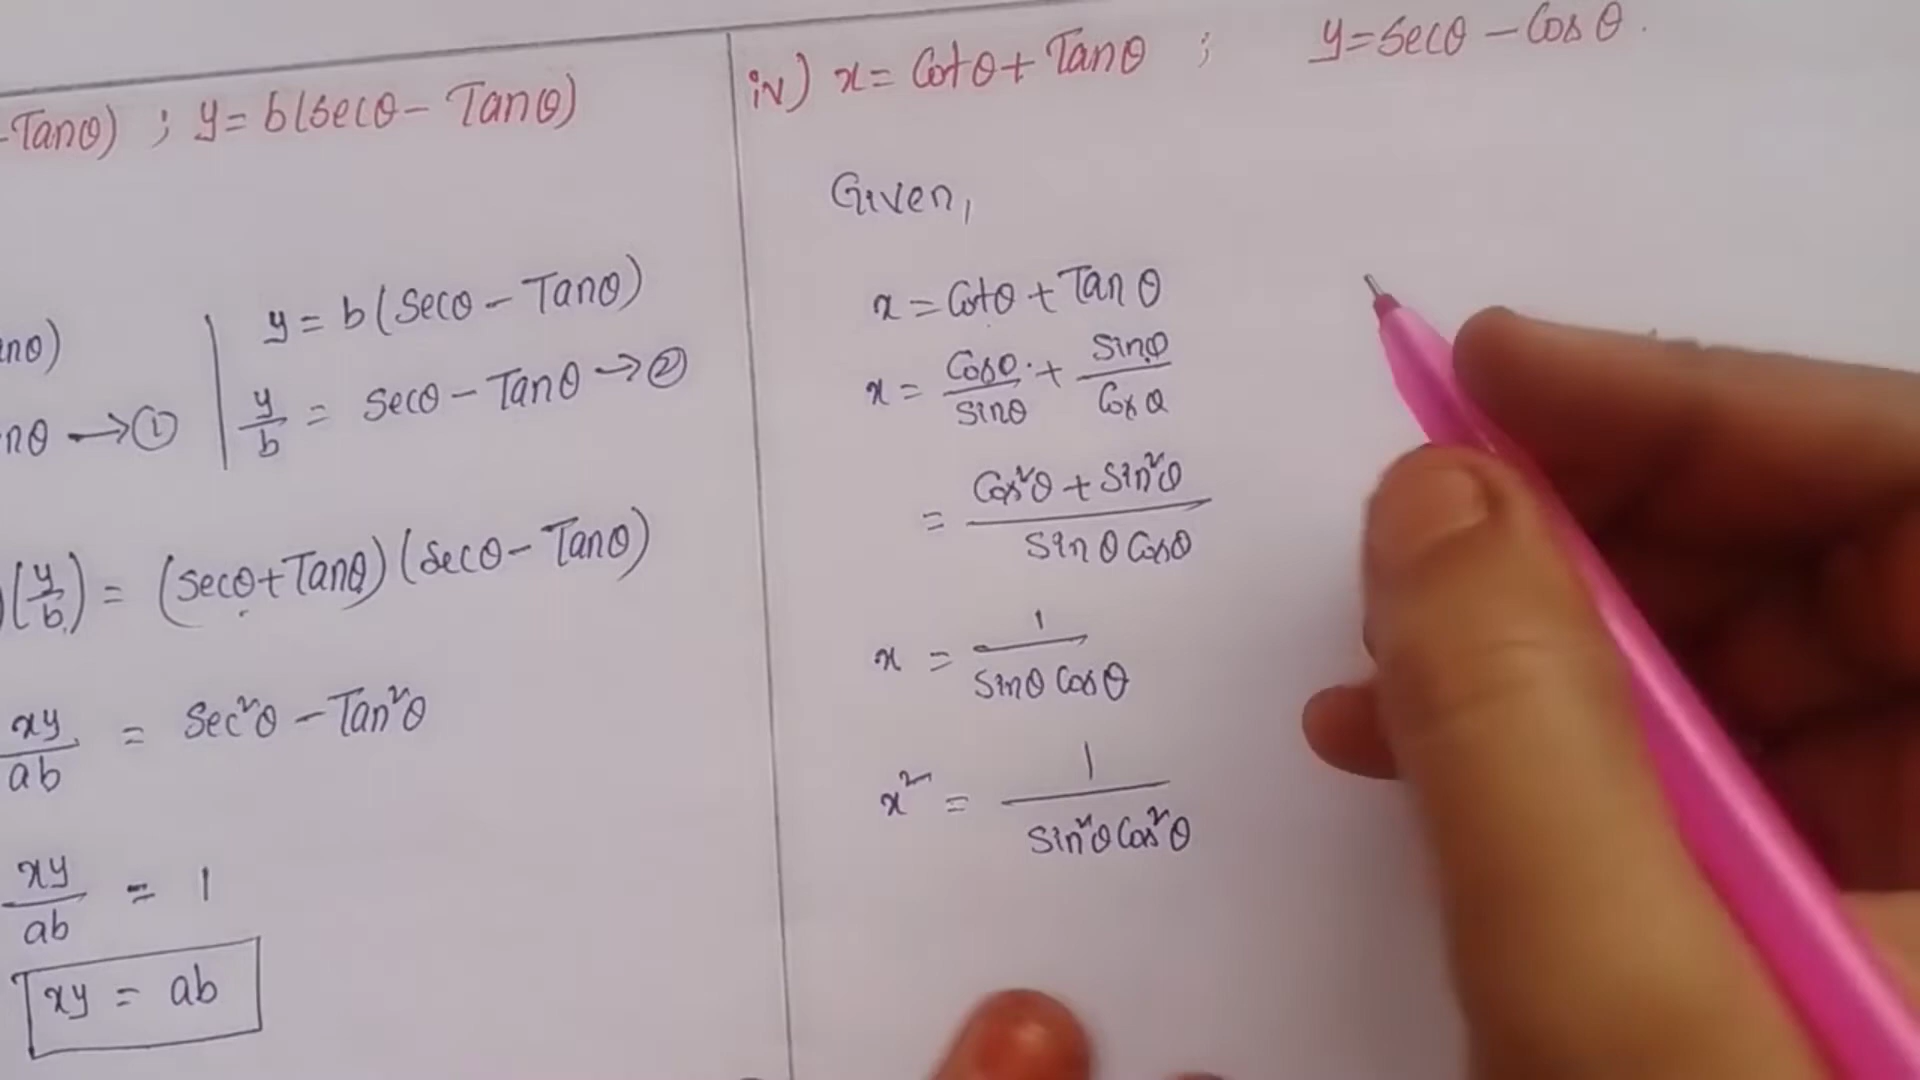 -Tanθ) ; y = b(secθ - Tanθ)
nθ)
nθ → ①
y = b(Secθ - Tanθ)
y/b = secθ - Tanθ → ②
)(y/b) = (secθ+Tanθ)(secθ - Tanθ)
xy/ab = Sec²θ - Tan²θ
xy/ab = 1
xy = ab
iv) x = Cotθ + Tanθ ; y = secθ - Cosθ.
Given,
x = Cotθ + Tanθ
x = Cosθ/sinθ + sinθ/Cosθ
= Cos²θ + Sin²θ / sinθ Cosθ
x = 1 / sinθ Cosθ
x² = 1 / sin²θ Cos²θ